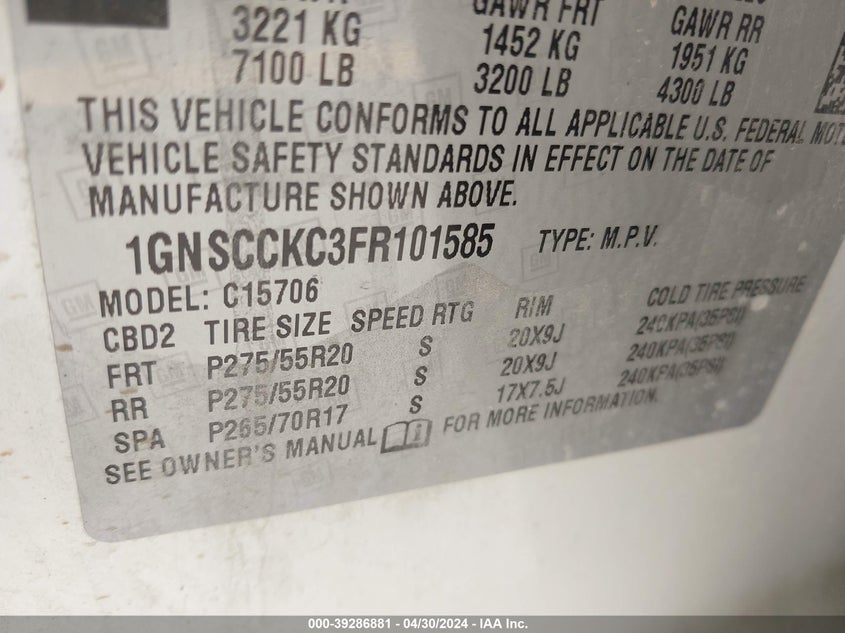 3221 KG GAWR FRT GAWR RR
7100 LB 1452 KG 1951 KG
3200 LB 4300 LB
THIS VEHICLE CONFORMS TO ALL APPLICABLE U.S. FEDERAL
VEHICLE SAFETY STANDARDS IN EFFECT ON THE DATE OF
MANUFACTURE SHOWN ABOVE.
1GNSCCKC3FR101585 TYPE: M.P.V.
MODEL: C15706
CBD2 TIRE SIZE SPEED RTG RIM COLD TIRE PRESSURE
FRT P275/55R20 S 20X9J 240KPA(35PSI)
RR P275/55R20 S 20X9J 240KPA(35PSI)
SPA P265/70R17 S 17X7.5J 240KPA(35PSI)
SEE OWNER'S MANUAL FOR MORE INFORMATION.
GM
000-39286881 - 04/30/2024 - IAA Inc.